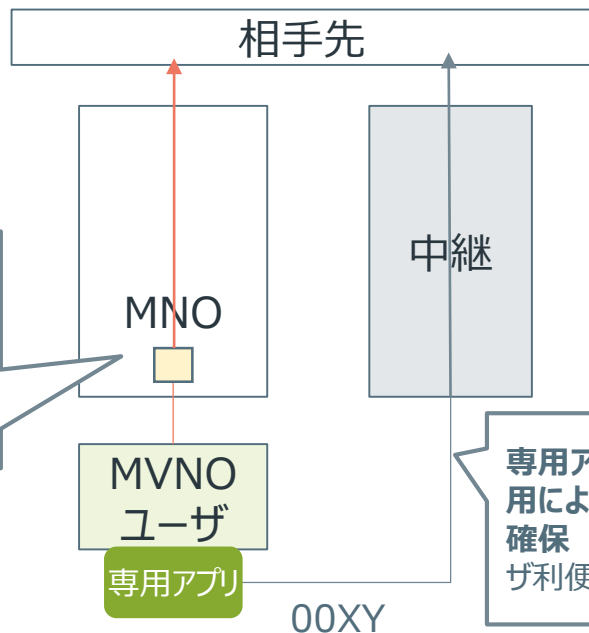 相手先
中継
MNO
MVNO
ユーザ
専用アプリ
00XY
専用ア
用によ
確保
ザ利便